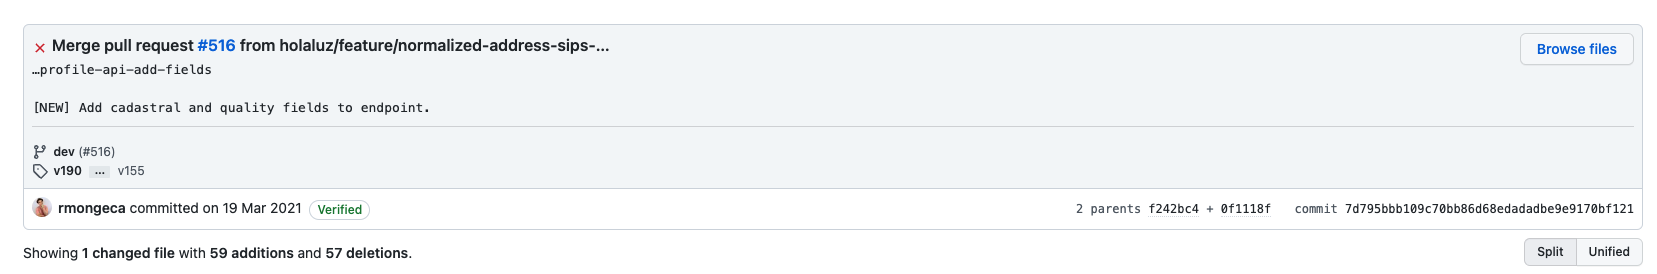 Merge pull request #516 from holaluz/feature/normalized-address-sips-...
Browse files
…profile-api-add-fields
[NEW] Add cadastral and quality fields to endpoint.
dev (#516)
v190 ... v155
rmongeca committed on 19 Mar 2021 Verified
2 parents f242bc4 + 0f1118f commit 7d795bbb109c70bb86d68edadadbe9e9170bf121
Showing 1 changed file with 59 additions and 57 deletions.
Split Unified